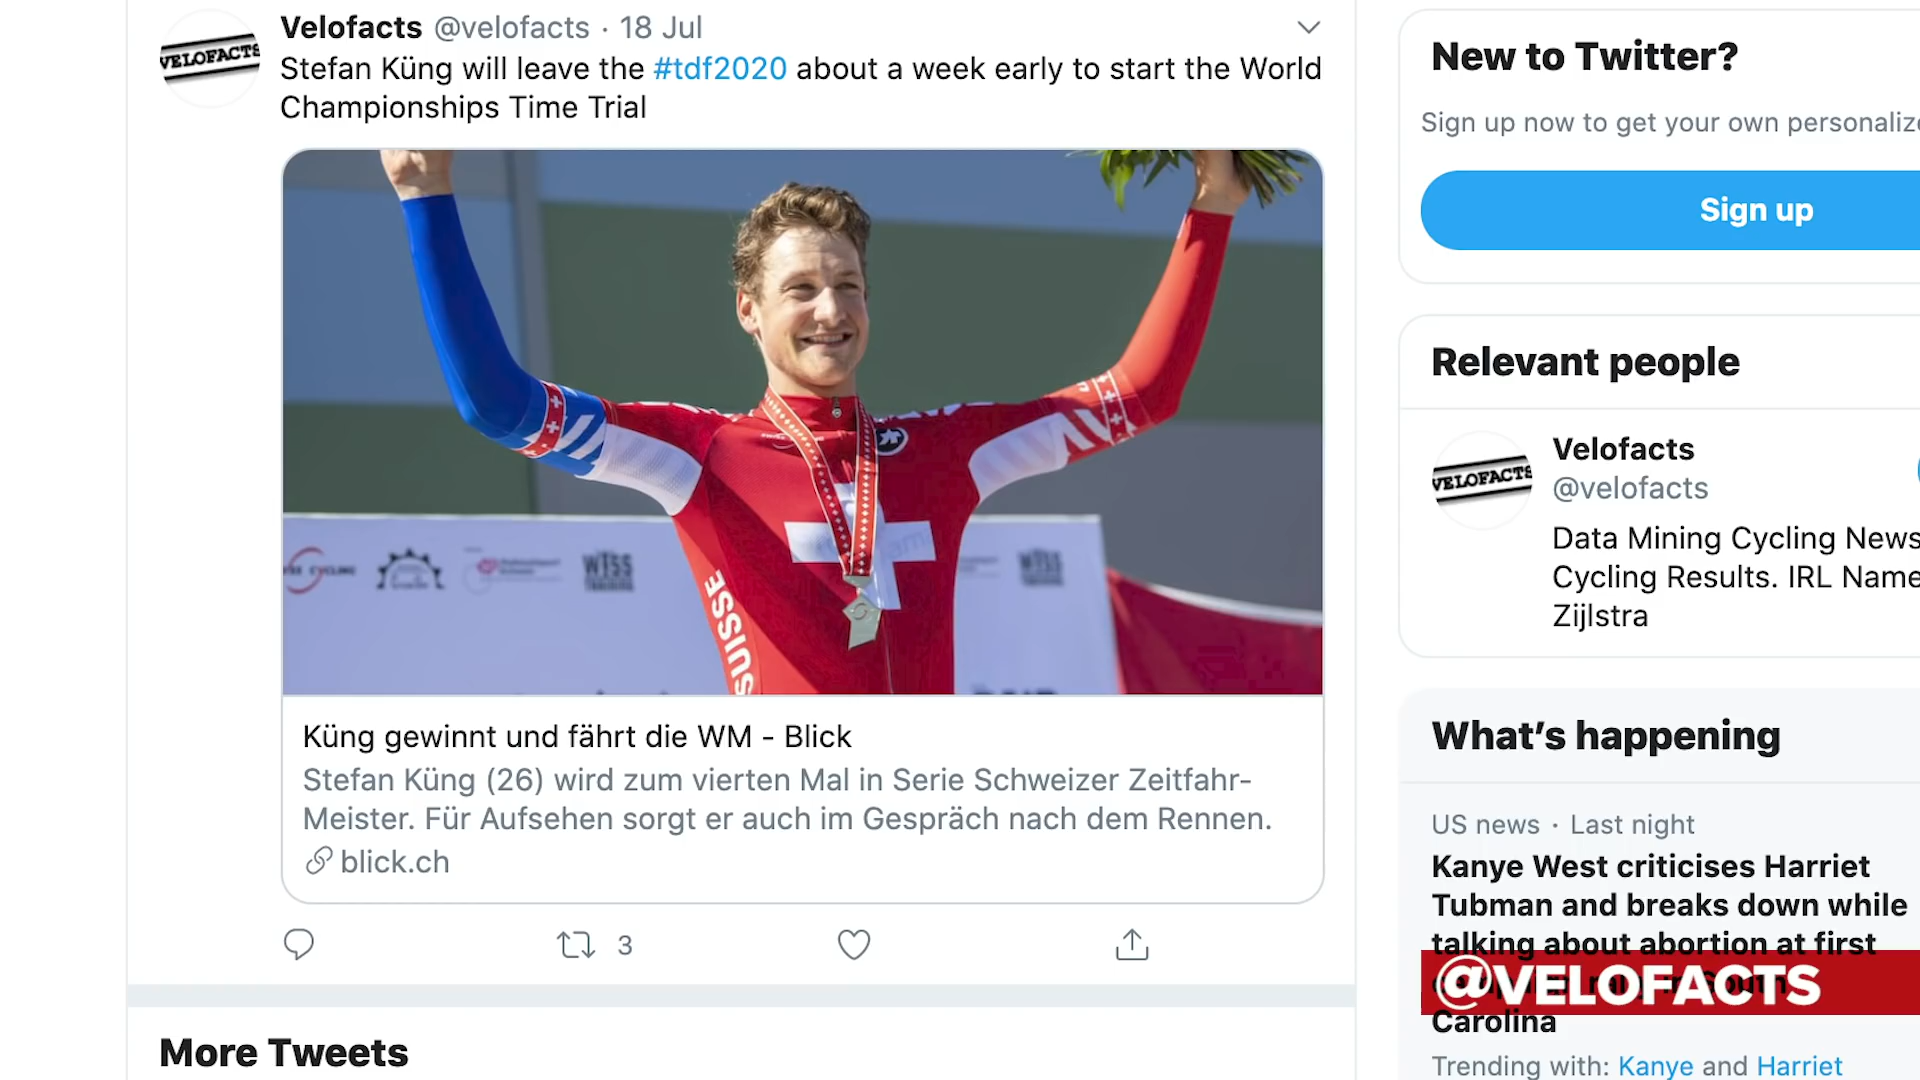 Velofacts @velofacts · 18 Jul
Stefan Küng will leave the #tdf2020 about a week early to start the World
Championships Time Trial
VELOFACTS
SUISSE
Küng gewinnt und fährt die WM - Blick
Stefan Küng (26) wird zum vierten Mal in Serie Schweizer Zeitfahr-
Meister. Für Aufsehen sorgt er auch im Gespräch nach dem Rennen.
blick.ch
3
More Tweets
New to Twitter?
Sign up now to get your own personalize
Sign up
Relevant people
VELOFACTS
Velofacts
@velofacts
Data Mining Cycling News
Cycling Results. IRL Name
Zijlstra
What's happening
US news · Last night
Kanye West criticises Harriet
Tubman and breaks down while
talking about abortion at first
@VELOFACTS
Carolina
Trending with: Kanye and Harriet